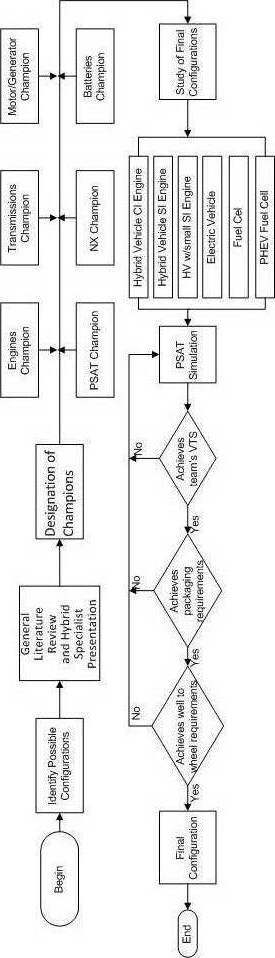 Begin
Identify Possible
Configurations
General
Literature
Review
and Hybrid
Specialist
Presentation
Designation of
Champions
Engines
Champion
PSAT Champion
Transmissions
Champion
NX Champion
Motor/Generator
Champion
Batteries
Champion
Study of Final
Configurations
Hybrid Vehicle CI Engine
Hybrid Vehicle SI Engine
HV w/small SI Engine
Electric Vehicle
Fuel Cel
PHEV Fuel Cell
PSAT
Simulation
No
Achieves
team's VTS
Yes
No
Achieves
packaging
requirements
Yes
No
Achieves well to
wheel requirements
Yes
Final
Configuration
End